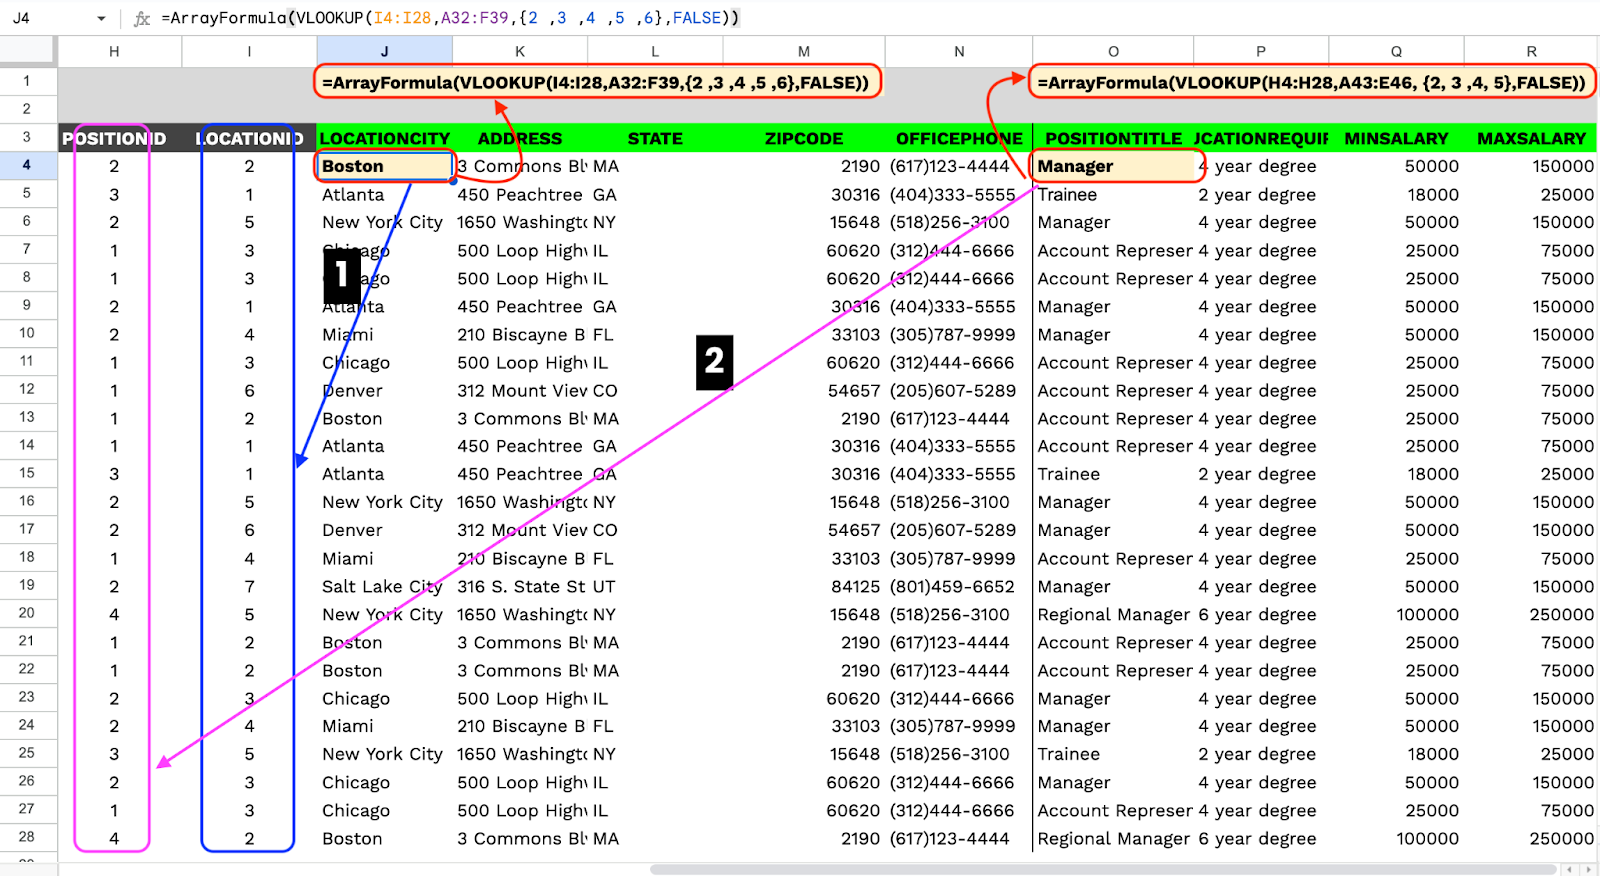 J4 =ArrayFormula(VLOOKUP(I4:I28,A32:F39,{2 ,3 ,4 ,5 ,6},FALSE))
H I J K L M N O P Q R
1 =ArrayFormula(VLOOKUP(I4:I28,A32:F39,{2 ,3 ,4 ,5 ,6},FALSE)) =ArrayFormula(VLOOKUP(H4:H28,A43:E46, {2, 3 ,4, 5},FALSE))
2
3 POSITIONID LOCATIONID LOCATIONCITY ADDRESS STATE ZIPCODE OFFICEPHONE POSITIONTITLE UCATIONREQUIR MINSALARY MAXSALARY
4 2 2 Boston 3 Commons Blv MA 2190 (617)123-4444 Manager 4 year degree 50000 150000
5 3 1 Atlanta 450 Peachtree GA 30316 (404)333-5555 Trainee 2 year degree 18000 25000
6 2 5 New York City 1650 Washingto NY 15648 (518)256-3100 Manager 4 year degree 50000 150000
7 1 3 Chicago 500 Loop Highw IL 60620 (312)444-6666 Account Represer 4 year degree 25000 75000
8 1 3 Chicago 500 Loop Highw IL 60620 (312)444-6666 Account Represer 4 year degree 25000 75000
1
9 2 1 Atlanta 450 Peachtree GA 30316 (404)333-5555 Manager 4 year degree 50000 150000
10 2 4 Miami 210 Biscayne B FL 33103 (305)787-9999 Manager 4 year degree 50000 150000
11 1 3 Chicago 500 Loop Highw IL 60620 (312)444-6666 Account Represer 4 year degree 25000 75000
2
12 1 6 Denver 312 Mount View CO 54657 (205)607-5289 Account Represer 4 year degree 25000 75000
13 1 2 Boston 3 Commons Blv MA 2190 (617)123-4444 Account Represer 4 year degree 25000 75000
14 1 1 Atlanta 450 Peachtree GA 30316 (404)333-5555 Account Represer 4 year degree 25000 75000
15 3 1 Atlanta 450 Peachtree GA 30316 (404)333-5555 Trainee 2 year degree 18000 25000
16 2 5 New York City 1650 Washingto NY 15648 (518)256-3100 Manager 4 year degree 50000 150000
17 2 6 Denver 312 Mount View CO 54657 (205)607-5289 Manager 4 year degree 50000 150000
18 1 4 Miami 210 Biscayne B FL 33103 (305)787-9999 Account Represer 4 year degree 25000 75000
19 2 7 Salt Lake City 316 S. State St UT 84125 (801)459-6652 Manager 4 year degree 50000 150000
20 4 5 New York City 1650 Washingto NY 15648 (518)256-3100 Regional Manager 6 year degree 100000 250000
21 1 2 Boston 3 Commons Blv MA 2190 (617)123-4444 Account Represer 4 year degree 25000 75000
22 1 2 Boston 3 Commons Blv MA 2190 (617)123-4444 Account Represer 4 year degree 25000 75000
23 2 3 Chicago 500 Loop Highw IL 60620 (312)444-6666 Manager 4 year degree 50000 150000
24 2 4 Miami 210 Biscayne B FL 33103 (305)787-9999 Manager 4 year degree 50000 150000
25 3 5 New York City 1650 Washingto NY 15648 (518)256-3100 Trainee 2 year degree 18000 25000
26 2 3 Chicago 500 Loop Highw IL 60620 (312)444-6666 Manager 4 year degree 50000 150000
27 1 3 Chicago 500 Loop Highw IL 60620 (312)444-6666 Account Represer 4 year degree 25000 75000
28 4 2 Boston 3 Commons Blv MA 2190 (617)123-4444 Regional Manager 6 year degree 100000 250000